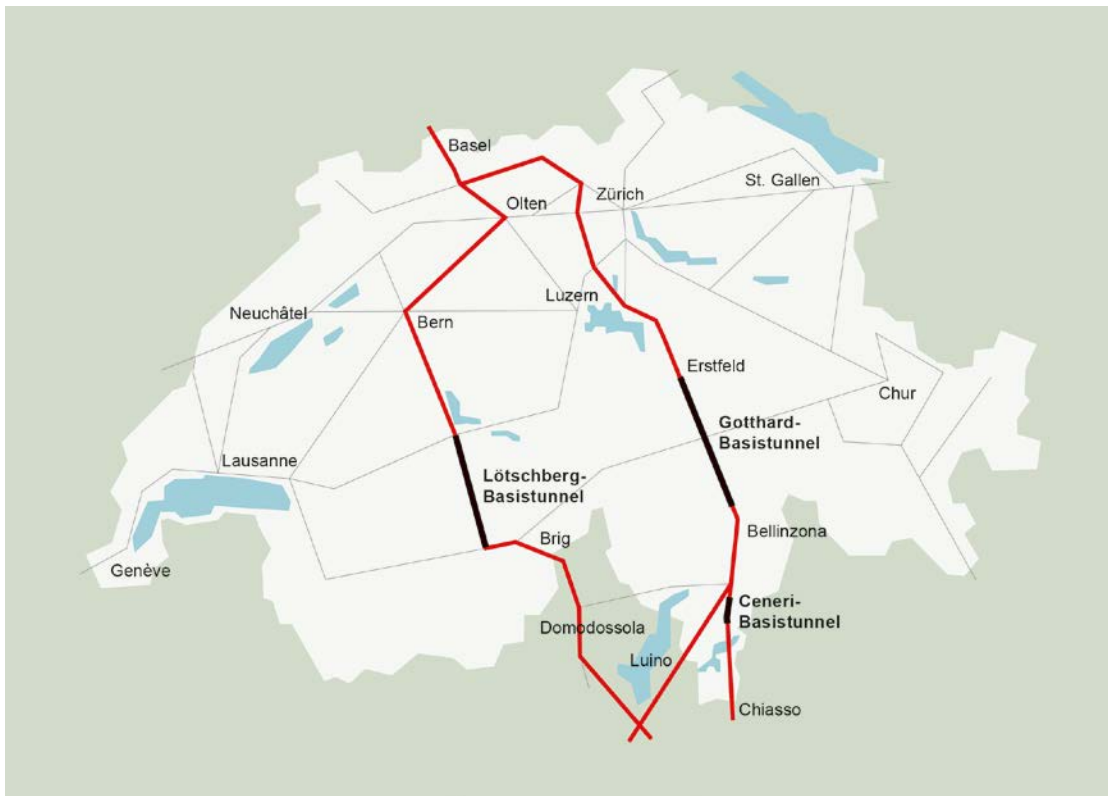 Basel
Olten
Zürich
St. Gallen
Neuchâtel
Bern
Luzern
Erstfeld
Chur
Gotthard-
Basistunnel
Lausanne
Lötschberg-
Basistunnel
Bellinzona
Brig
Genève
Ceneri-
Basistunnel
Domodossola
Luino
Chiasso